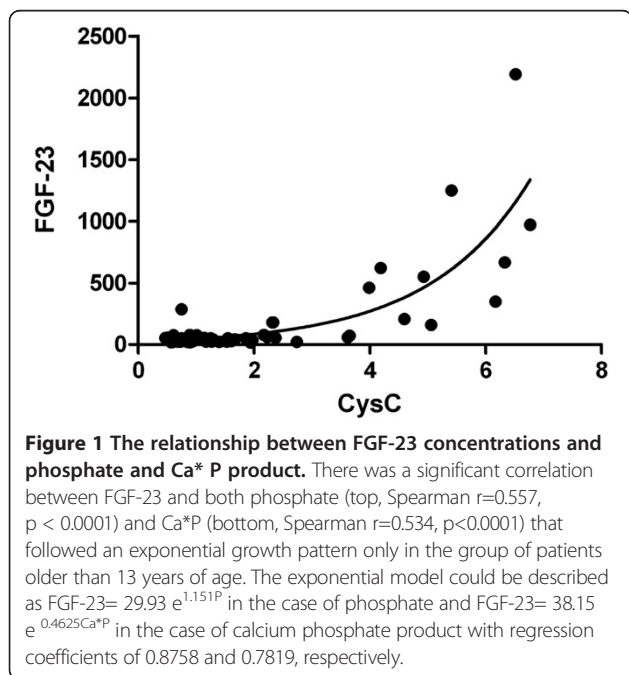 2500
2000
1500
1000
500
0
FGF-23
0 2 4 6 8
CysC
Figure 1 The relationship between FGF-23 concentrations and
phosphate and Ca* P product. There was a significant correlation
between FGF-23 and both phosphate (top, Spearman r=0.557,
p < 0.0001) and Ca*P (bottom, Spearman r=0.534, p<0.0001) that
followed an exponential growth pattern only in the group of patients
older than 13 years of age. The exponential model could be described
as FGF-23= 29.93 e^1.151P in the case of phosphate and FGF-23= 38.15
e ^0.4625Ca*P in the case of calcium phosphate product with regression
coefficients of 0.8758 and 0.7819, respectively.